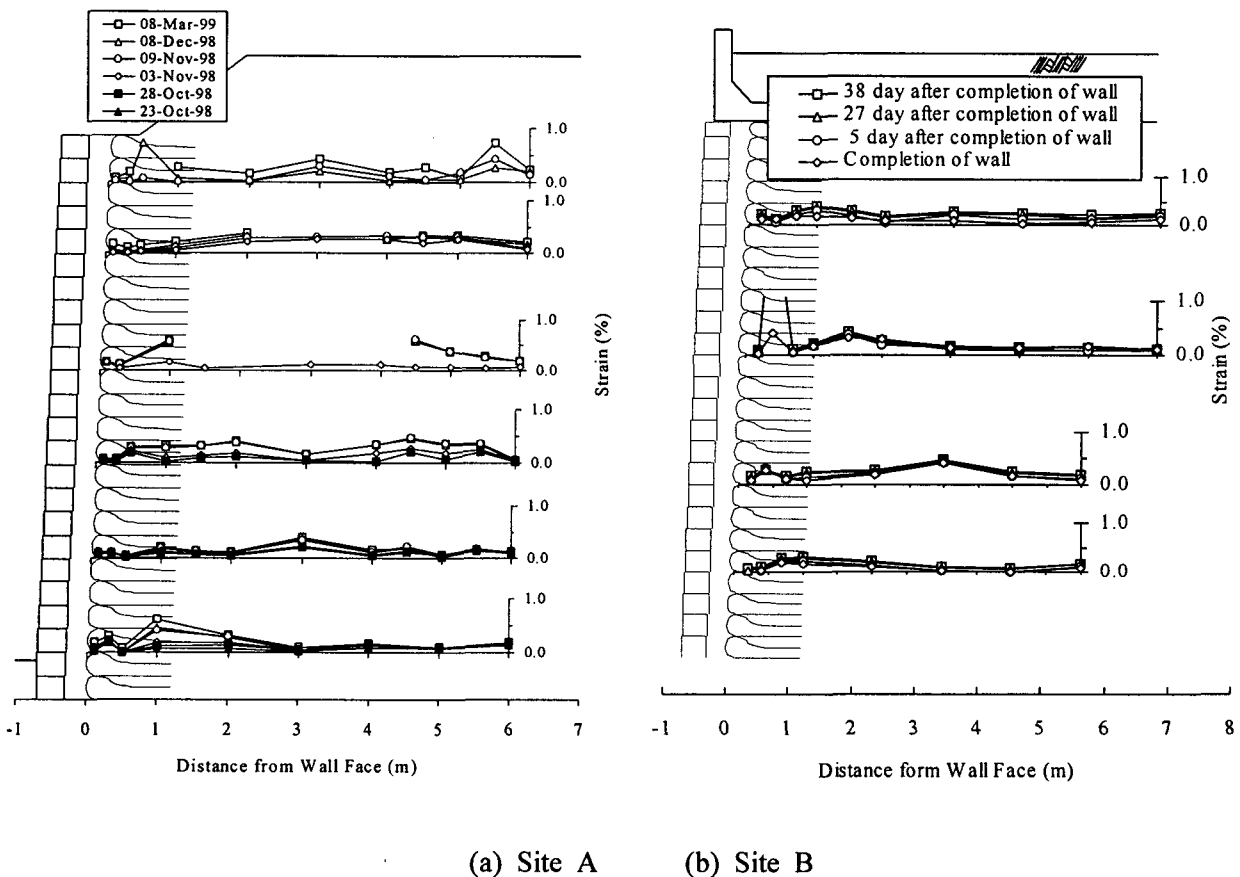 08-Mar-99
08-Dec-98
09-Nov-98
03-Nov-98
28-Oct-98
23-Oct-98
1.0
0.0
1.0
0.0
1.0
0.0
1.0
0.0
1.0
0.0
1.0
0.0
Strain (%)
-1 0 1 2 3 4 5 6 7
Distance from Wall Face (m)
(a) Site A
38 day after completion of wall
27 day after completion of wall
5 day after completion of wall
Completion of wall
1.0
0.0
1.0
0.0
1.0
0.0
1.0
0.0
Strain (%)
-1 0 1 2 3 4 5 6 7 8
Distance form Wall Face (m)
(b) Site B